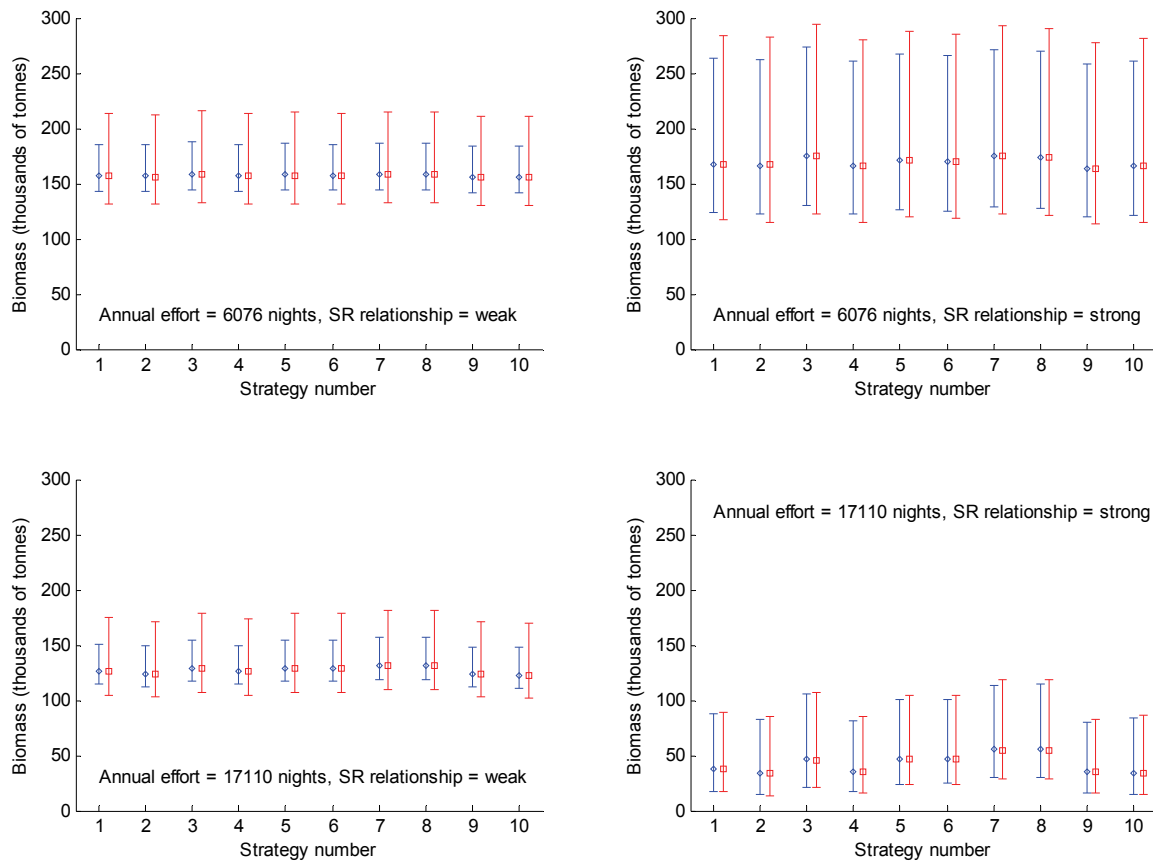 300
250
200
150
100
50
0
Biomass (thousands of tonnes)
Annual effort = 6076 nights, SR relationship = weak
1 2 3 4 5 6 7 8 9 10
Strategy number
300
250
200
150
100
50
0
Biomass (thousands of tonnes)
Annual effort = 6076 nights, SR relationship = strong
1 2 3 4 5 6 7 8 9 10
Strategy number
300
250
200
150
100
50
0
Biomass (thousands of tonnes)
Annual effort = 17110 nights, SR relationship = weak
1 2 3 4 5 6 7 8 9 10
Strategy number
300
250
200
150
100
50
0
Biomass (thousands of tonnes)
Annual effort = 17110 nights, SR relationship = strong
1 2 3 4 5 6 7 8 9 10
Strategy number